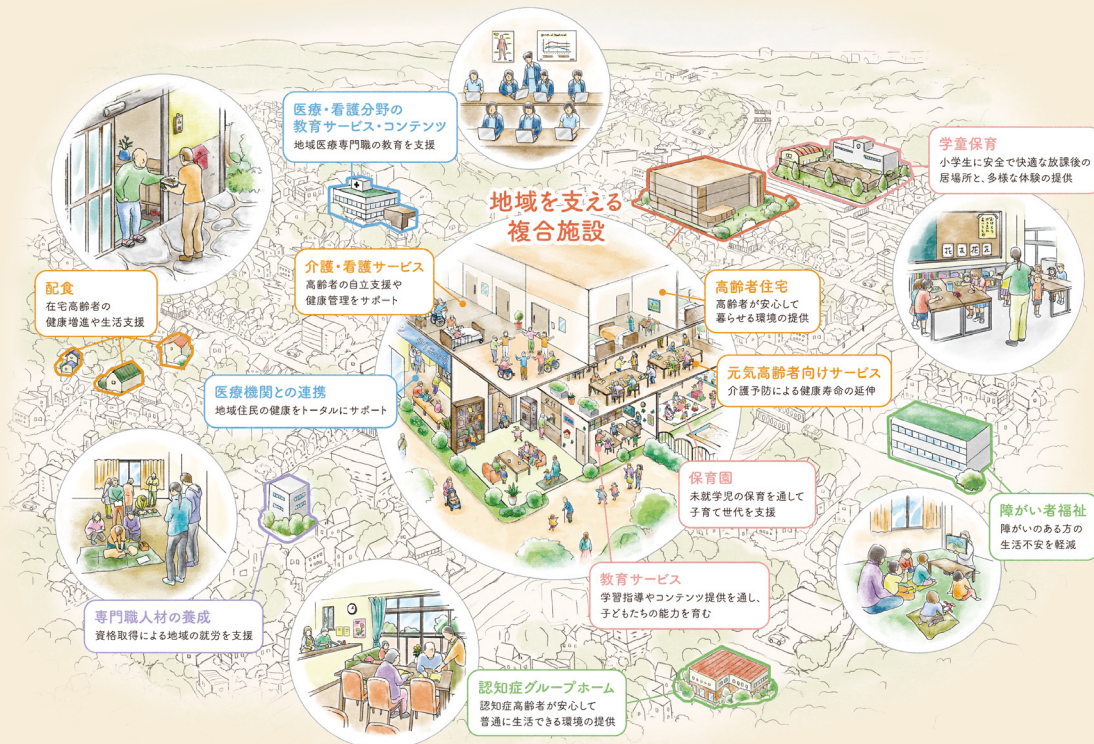 医療・看護分野の
教育サービス・コンテンツ
地域医療専門職の教育を支援
学童保育
小学生に安全で快適な放課後の
居場所と、多様な体験の提供
地域を支える
複合施設
介護・看護サービス
高齢者の自立支援や
健康管理をサポート
高齢者住宅
高齢者が安心して
暮らせる環境の提供
配食
在宅高齢者の
健康増進や生活支援
元気高齢者向けサービス
介護予防による健康寿命の延伸
医療機関との連携
地域住民の健康をトータルにサポート
保育園
未就学児の保育を通して
子育て世代を支援
障がい者福祉
障がいのある方の
生活不安を軽減
教育サービス
学習指導やコンテンツ提供を通し、
子どもたちの能力を育む
専門職人材の養成
資格取得による地域の就労を支援
認知症グループホーム
認知症高齢者が安心して
普通に生活できる環境の提供